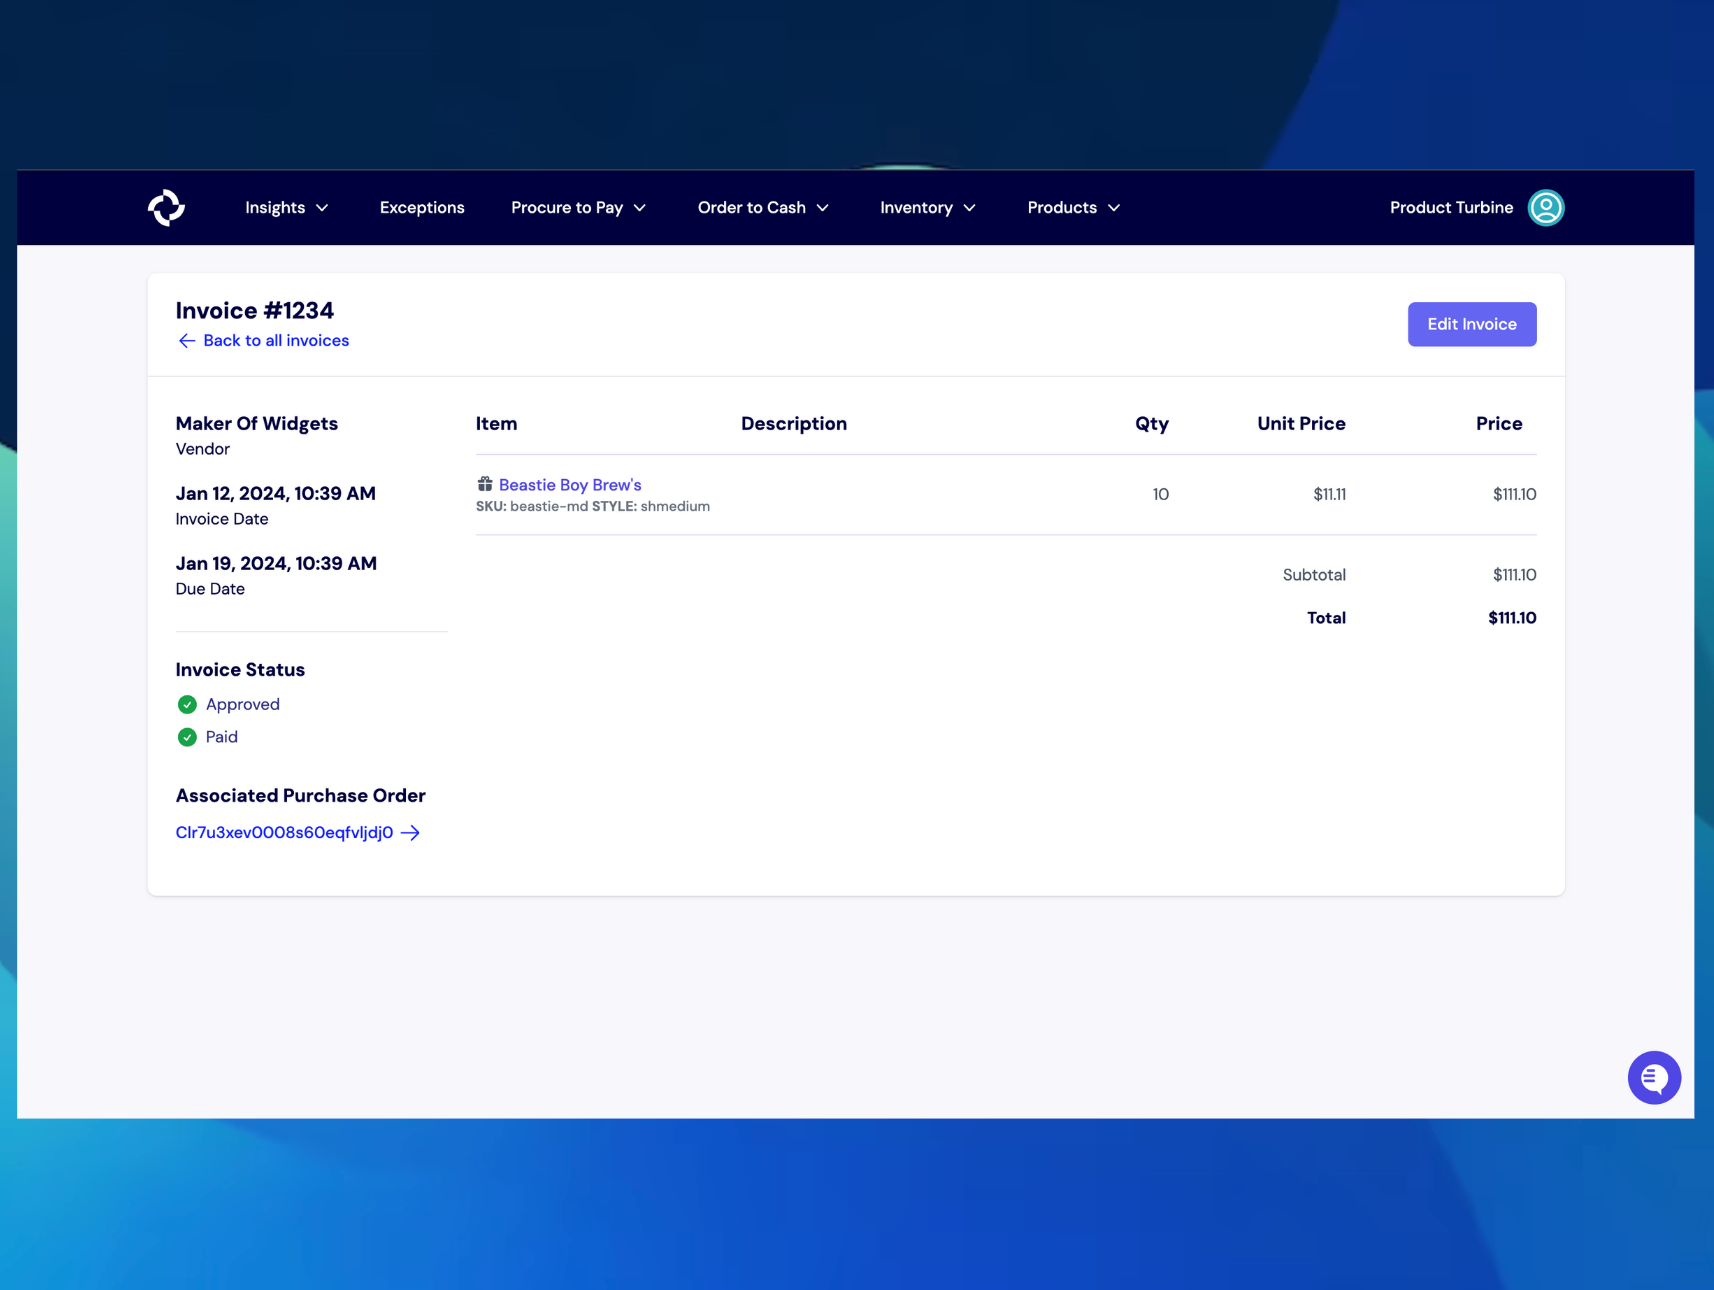 Insights Exceptions Procure to Pay Order to Cash Inventory Products Product Turbine
Invoice #1234
Back to all invoices
Edit Invoice
Maker Of Widgets
Vendor
Jan 12, 2024, 10:39 AM
Invoice Date
Jan 19, 2024, 10:39 AM
Due Date
Invoice Status
Approved
Paid
Associated Purchase Order
Clr7u3xev0008s60eqfvljdj0
Item Description Qty Unit Price Price
Beastie Boy Brew's 10 $11.11 $111.10
SKU: beastie-md STYLE: shmedium
Subtotal $111.10
Total $111.10